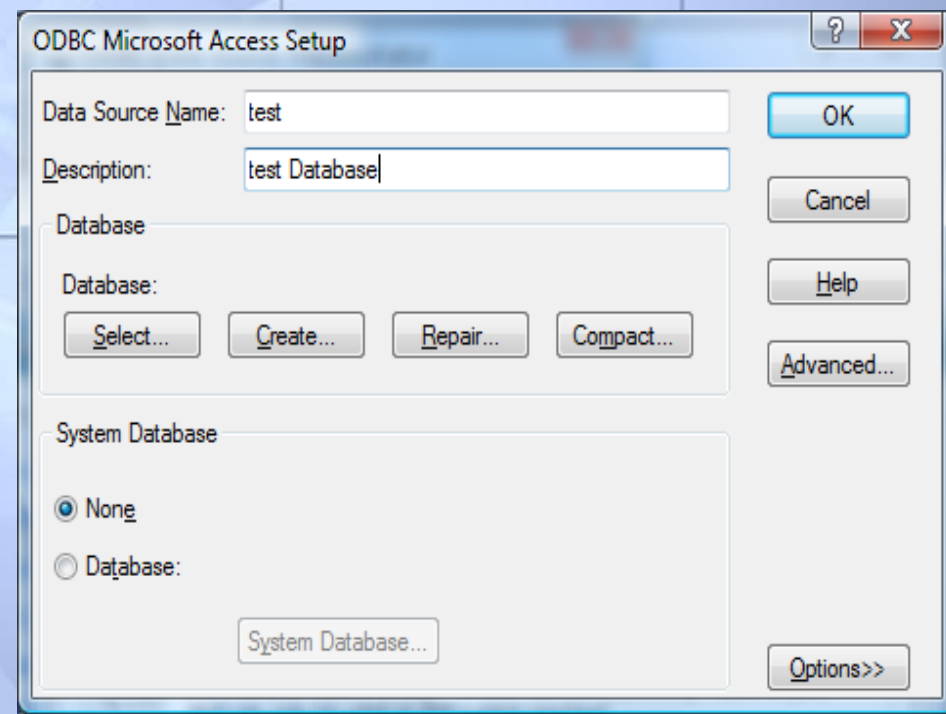 ODBC Microsoft Access Setup
Data Source Name: test
OK
Description: test Database
Cancel
Database
Database:
Help
Select... Create... Repair... Compact...
Advanced...
System Database
None
Database:
System Database...
Options>>